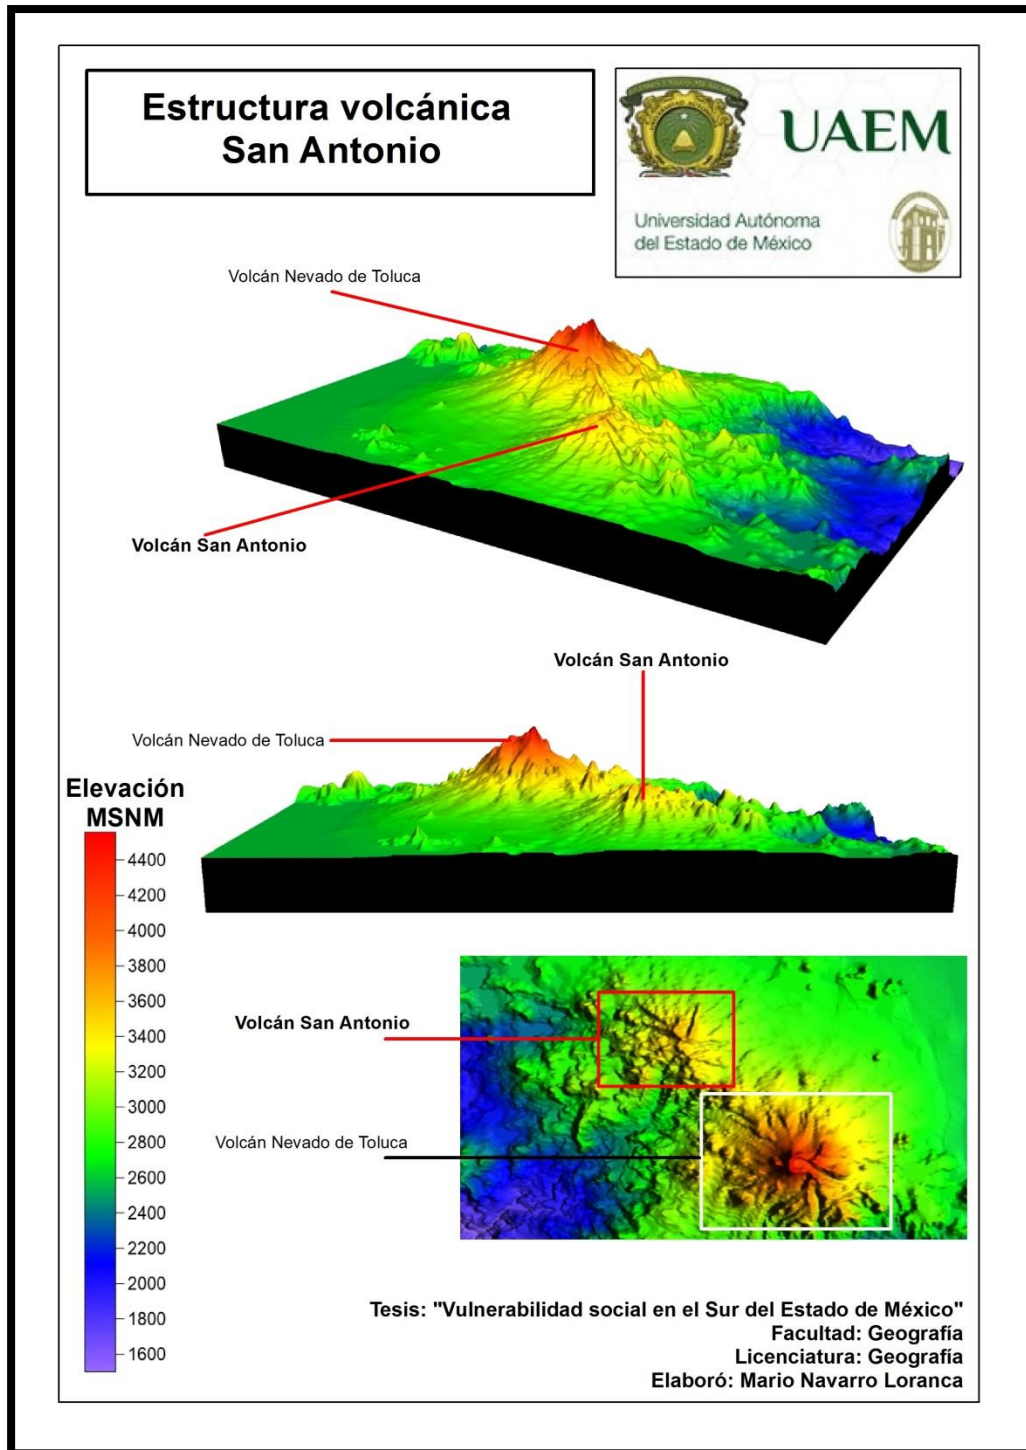 Estructura volcánica
San Antonio
UAEM
Universidad Autónoma
del Estado de México
Volcán Nevado de Toluca
Volcán San Antonio
Volcán San Antonio
Volcán Nevado de Toluca
Elevación
MSNM
4400
4200
4000
3800
3600
3400
3200
3000
2800
2600
2400
2200
2000
1800
1600
Volcán San Antonio
Volcán Nevado de Toluca
Tesis: "Vulnerabilidad social en el Sur del Estado de México"
Facultad: Geografía
Licenciatura: Geografía
Elaboró: Mario Navarro Loranca